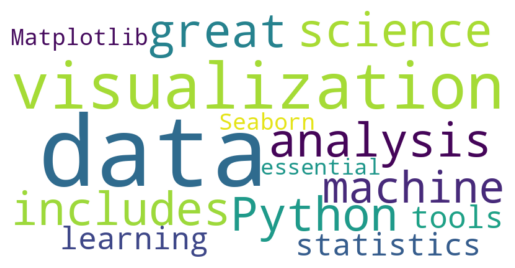 Matplotlib great science
visualization
Seaborn
data analysis
essential
machine
includes Python tools
learning statistics